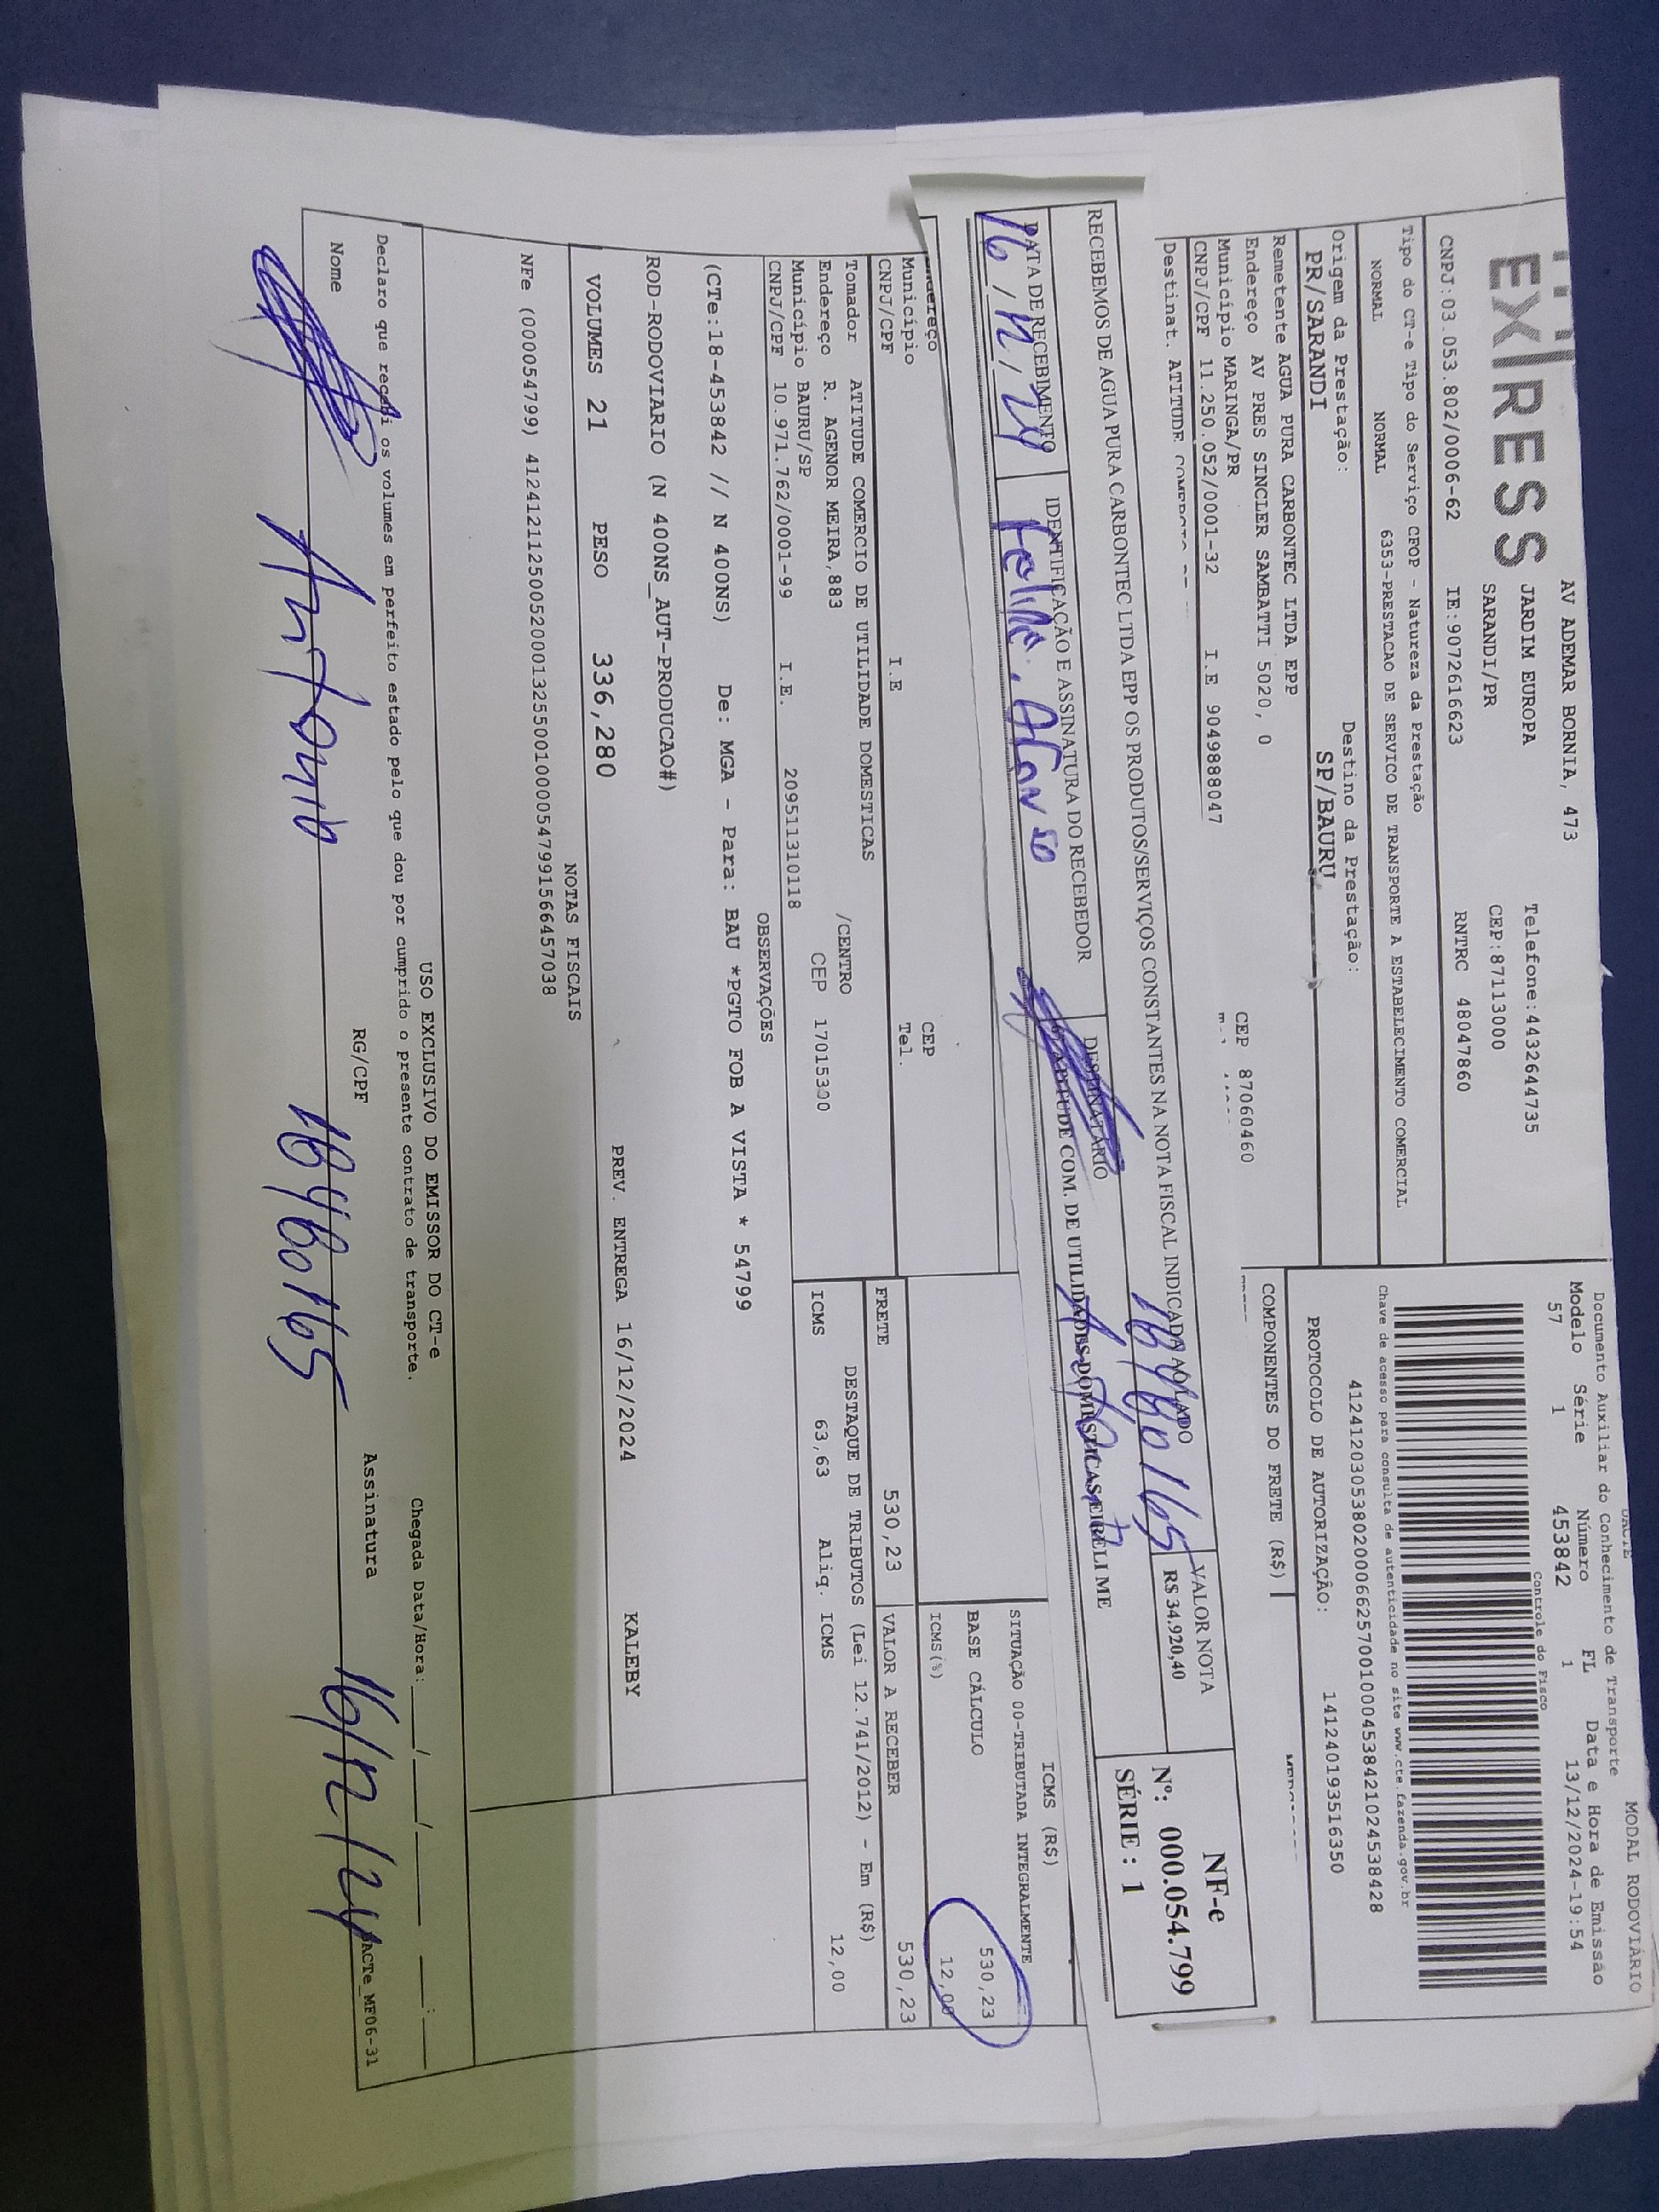 EXPRESS
AV ADEMAR BORNIA, 473
JARDIM EUROPA
SARANDI/PR
Telefone:4432644735
CEP:87113000
CNPJ:03.053.802/0006-62 IE:9072616623 RNTRC 48047860
Tipo do CT-e Tipo do Serviço CFOP - Natureza da Prestação
NORMAL NORMAL 6353-PRESTACAO DE SERVICO DE TRANSPORTE A ESTABELECIMENTO COMERCIAL
Origem da Prestação: Destino da Prestação:
PR/SARANDI SP/BAURU
MODAL RODOVIÁRIO
Documento Auxiliar do Conhecimento de Transporte
Modelo Série Número FL Data e Hora de Emissão
57 1 453842 1 13/12/2024-19:54
Controle do Fisco
Chave de acesso para consulta de autenticidade no site www.cte.fazenda.gov.br
41241203053802000662570010004538421024538428
PROTOCOLO DE AUTORIZAÇÃO: 141240193516350
Remetente AGUA PURA CARBONTEC LTDA EPP
Endereço AV PRES SINCLER SAMBATTI 5020, 0
Município MARINGA/PR CEP 87060460
CNPJ/CPF 11.250.052/0001-32 I.E 9049888047
Destinat. ATITUDE
COMPONENTES DO FRETE (R$)
RECEBEMOS DE AGUA PURA CARBONTEC LTDA EPP OS PRODUTOS/SERVIÇOS CONSTANTES NA NOTA FISCAL INDICADA AO LADO
VALOR NOTA
R$ 34.920,40
DATA DE RECEBIMENTO IDENTIFICAÇÃO E ASSINATURA DO RECEBEDOR DESTINATÁRIO
ATITUDE COM. DE UTILIDADES DOMESTICAS EIRELI ME
16/12/24
NF-e
Nº: 000.054.799
SÉRIE : 1
Município CEP
CNPJ/CPF I.E Tel.
Tomador ATITUDE COMERCIO DE UTILIDADE DOMESTICAS
Endereço R. AGENOR MEIRA,883 /CENTRO
Município BAURU/SP CEP 17015300
CNPJ/CPF 10.971.762/0001-99 I.E. 209511310118
ICMS (R$)
SITUAÇÃO 00-TRIBUTADA INTEGRALMENTE
BASE CÁLCULO 530,23
ICMS(%) 12,00
FRETE 530,23 VALOR A RECEBER 530,23
DESTAQUE DE TRIBUTOS (Lei 12.741/2012) - Em (R$)
ICMS 63,63 Aliq. ICMS 12,00
OBSERVAÇÕES
(CTe:18-453842 // N 400NS) De: MGA - Para: BAU *PGTO FOB A VISTA * 54799
ROD-RODOVIARIO (N 400NS_AUT-PRODUCAO#)
KALEBY
VOLUMES 21 PESO 336,280 PREV. ENTREGA 16/12/2024
NOTAS FISCAIS
NFe (000054799) 41241211250052000132550010000547991566457038
USO EXCLUSIVO DO EMISSOR DO CT-e
Declaro que recebi os volumes em perfeito estado pelo que dou por cumprido o presente contrato de transporte.
Chegada Data/Hora: ____/____/____ ____:____
Nome RG/CPF Assinatura
Antonio 16/12/24
DACTe_MF06-31